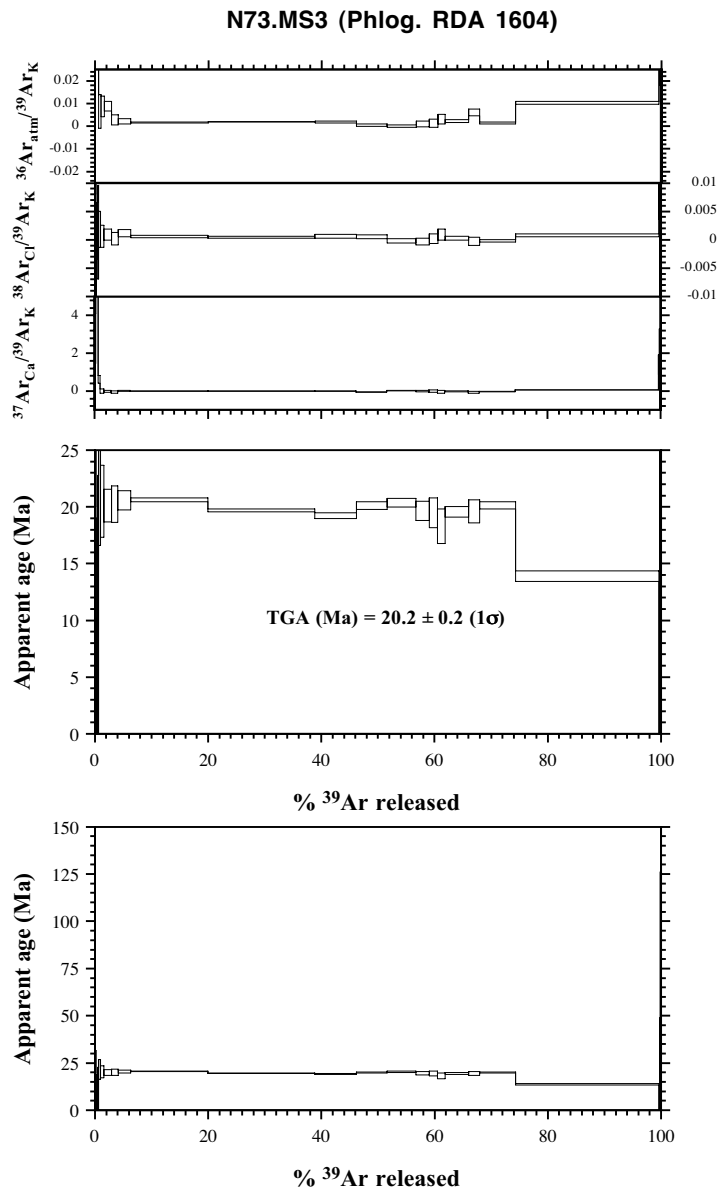 N73.MS3 (Phlog. RDA 1604)
³⁶Ar_atm/³⁹Ar_K
0.02
0.01
0
-0.01
-0.02
³⁸Ar_Cl/³⁹Ar_K
0.01
0.005
0
-0.005
-0.01
³⁷Ar_Ca/³⁹Ar_K
4
2
0
Apparent age (Ma)
25
20
15
10
5
0
TGA (Ma) = 20.2 ± 0.2 (1σ)
0 20 40 60 80 100
% ³⁹Ar released
Apparent age (Ma)
150
125
100
75
50
25
0
0 20 40 60 80 100
% ³⁹Ar released